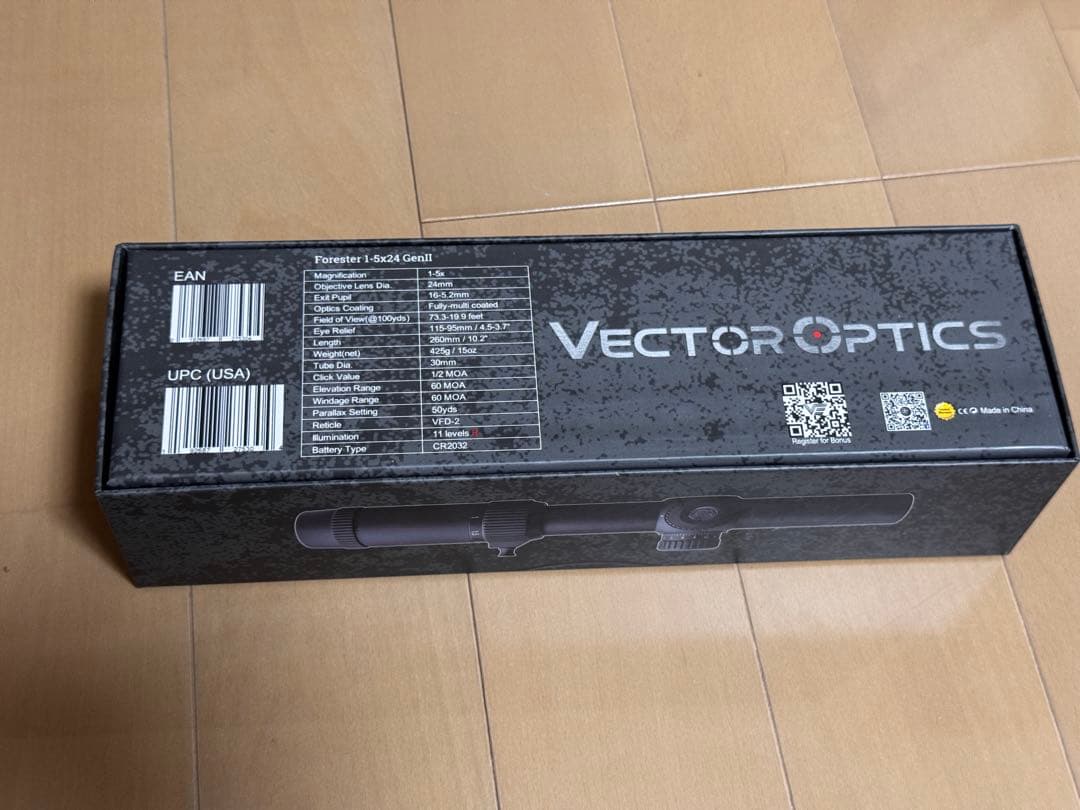 EAN
UPC (USA)
Forester 1-5x24 GenII
Magnification 1-5x
Objective Lens Dia. 24mm
Exit Pupil 16-5.2mm
Optics Coating Fully-multi coated
Field of View(@100yds) 73.3-19.9 feet
Eye Relief 115-95mm / 4.5-3.7"
Length 260mm / 10.2"
Weight(net) 425g / 15oz
Tube Dia. 30mm
Click Value 1/2 MOA
Elevation Range 60 MOA
Windage Range 60 MOA
Parallax Setting 50yds
Reticle VFD-2
Illumination 11 levels
Battery Type CR2032
VECTOR OPTICS
Register for Bonus
CE Made in China